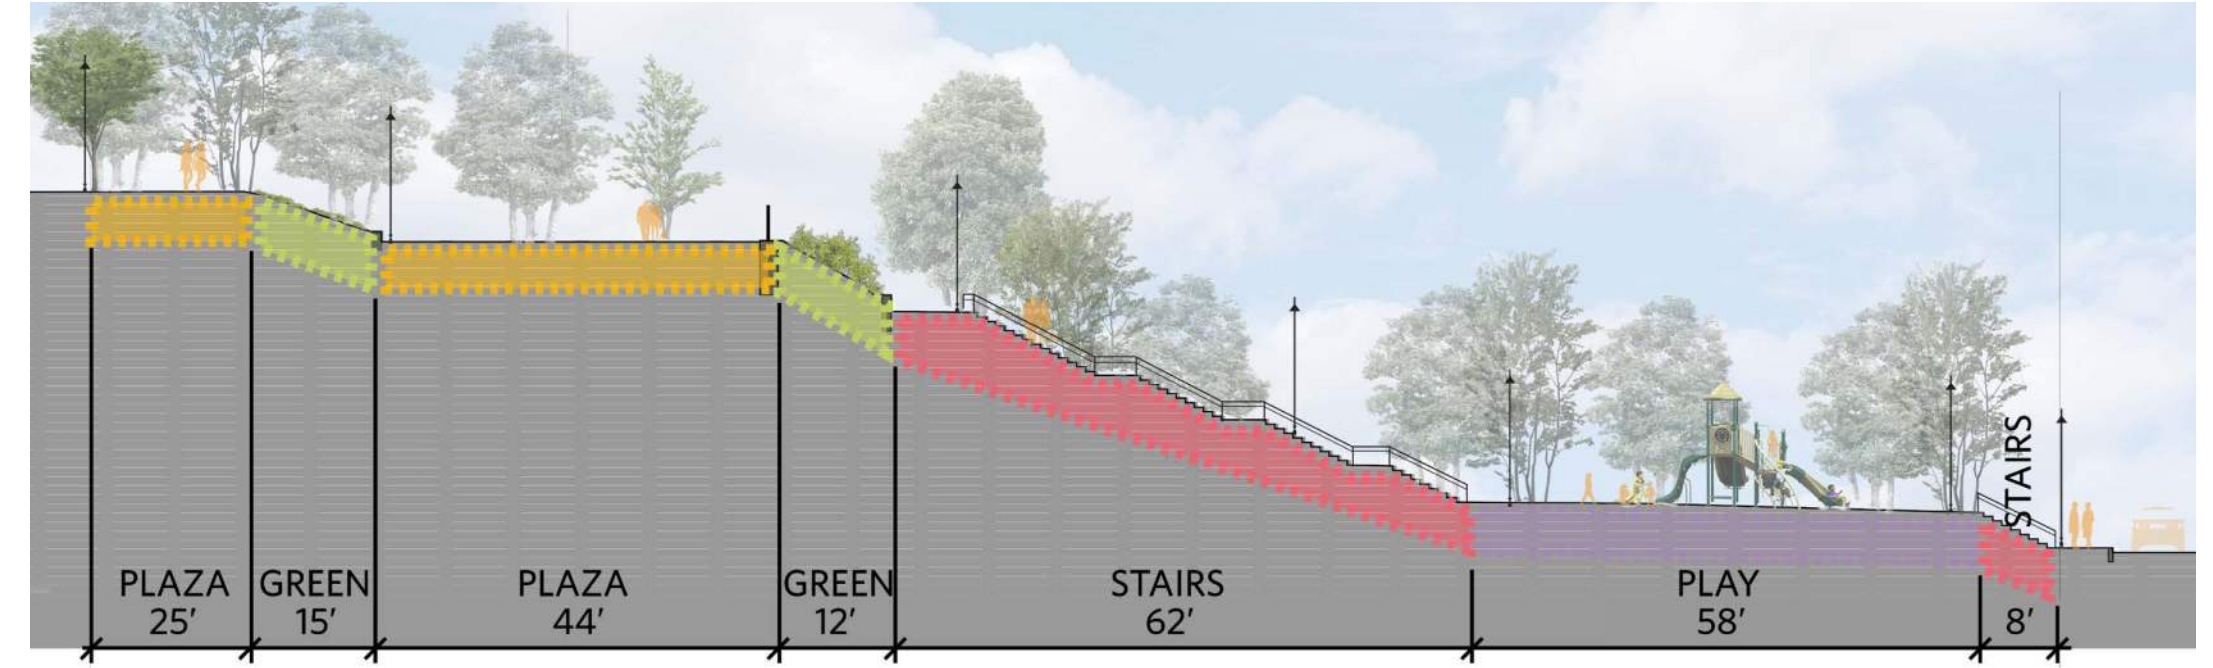 PLAZA
25′
GREEN
15′
PLAZA
44′
GREEN
12′
STAIRS
62′
PLAY
58′
STAIRS
8′